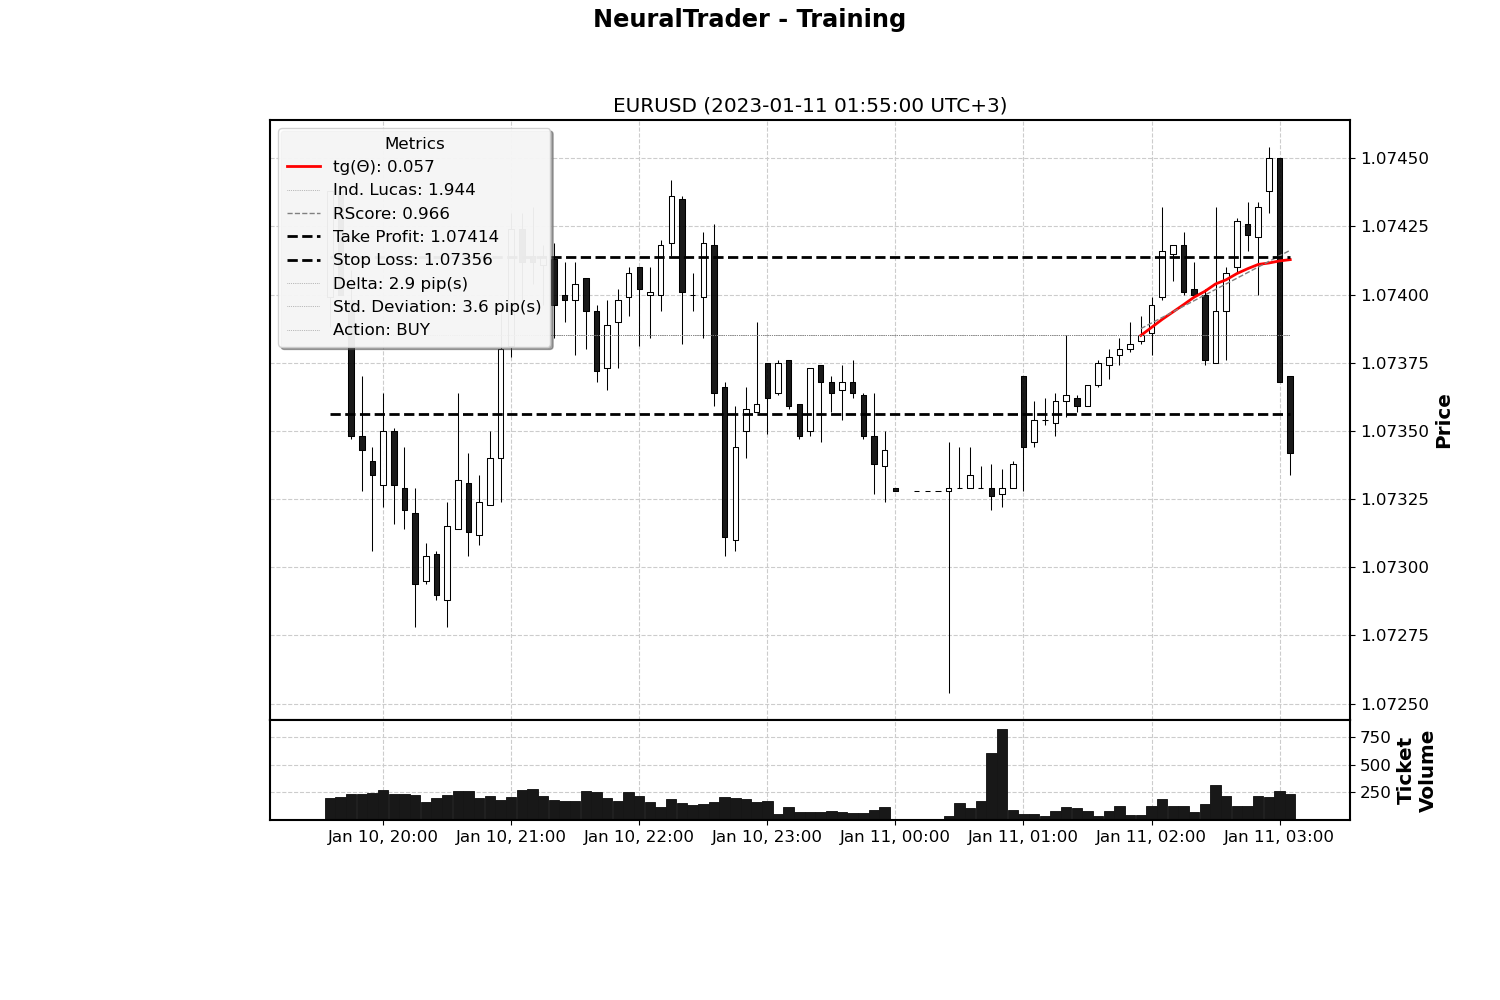 NeuralTrader - Training
EURUSD (2023-01-11 01:55:00 UTC+3)
Metrics
tg(Θ): 0.057
Ind. Lucas: 1.944
RScore: 0.966
Take Profit: 1.07414
Stop Loss: 1.07356
Delta: 2.9 pip(s)
Std. Deviation: 3.6 pip(s)
Action: BUY
1.07450
1.07425
1.07400
1.07375
1.07350
1.07325
1.07300
1.07275
1.07250
Price
750
500
250
Ticket
Volume
Jan 10, 20:00
Jan 10, 21:00
Jan 10, 22:00
Jan 10, 23:00
Jan 11, 00:00
Jan 11, 01:00
Jan 11, 02:00
Jan 11, 03:00